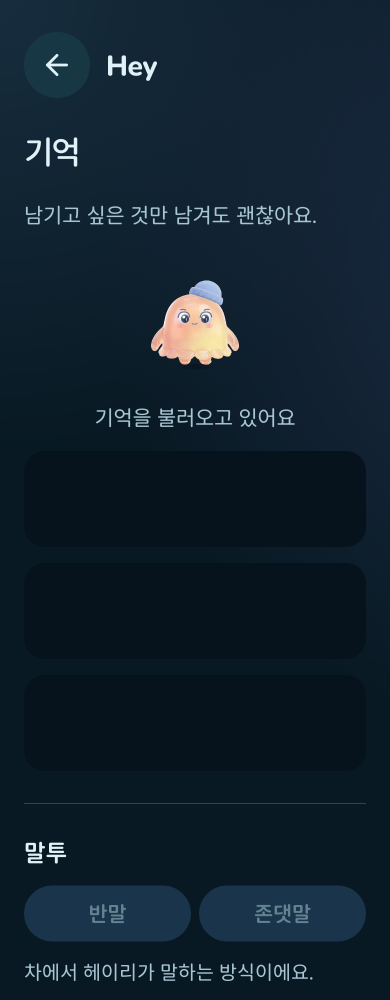 Hey
기억
남기고 싶은 것만 남겨도 괜찮아요.
기억을 불러오고 있어요
말투
반말
존댓말
차에서 헤이리가 말하는 방식이에요.